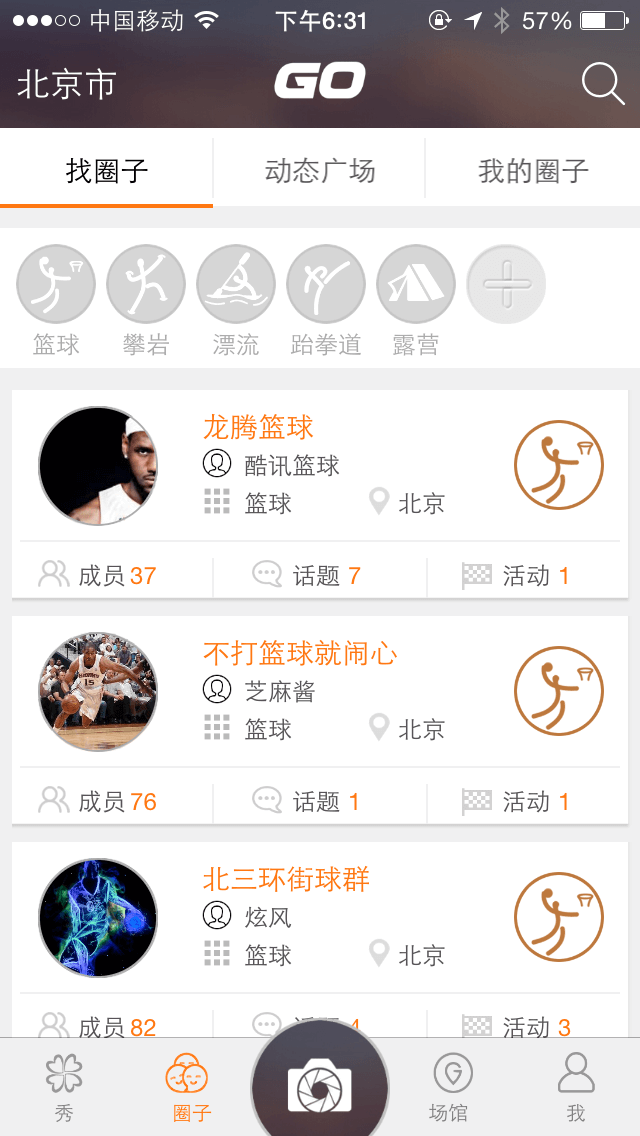 中国移动 下午6:31 57%
北京市 GO
找圈子 动态广场 我的圈子
篮球 攀岩 漂流 跆拳道 露营
龙腾篮球
酷讯篮球
篮球 北京
成员 37 话题 7 活动 1
不打篮球就闹心
芝麻酱
篮球 北京
成员 76 话题 1 活动 1
北三环街球群
炫风
篮球 北京
成员 82 话题 4 活动 3
秀 圈子 场馆 我